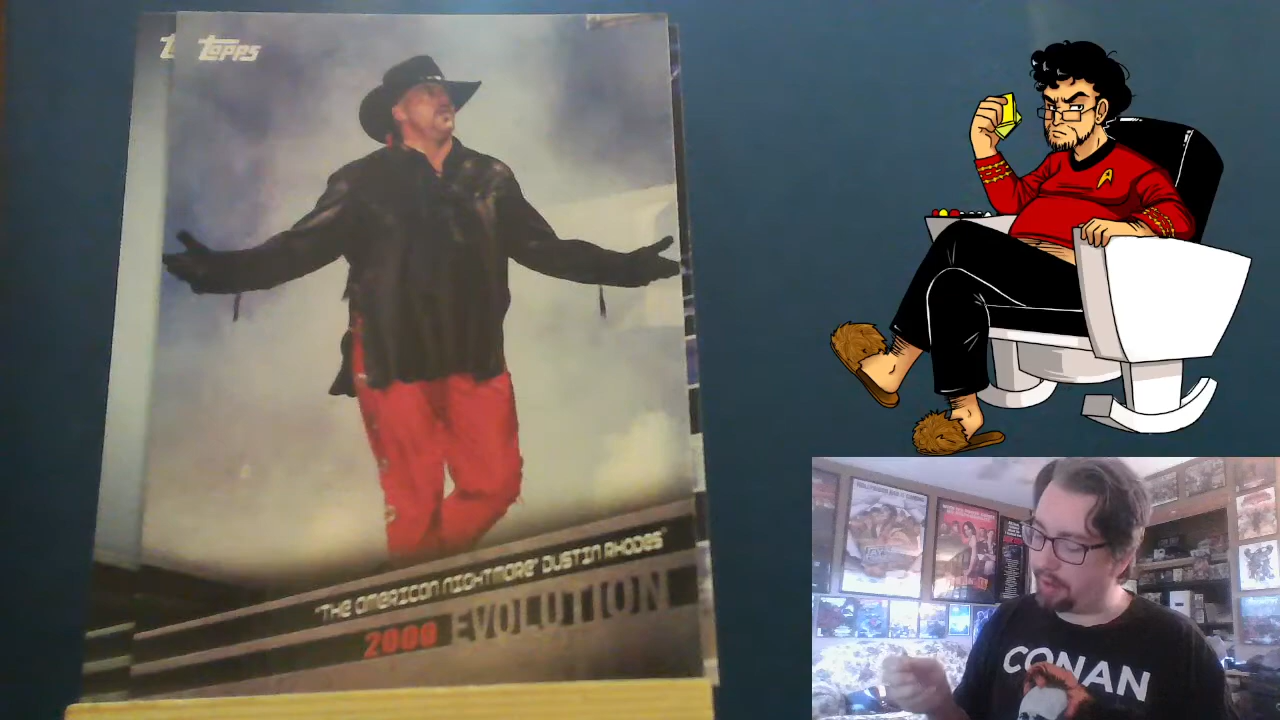 Topps
"THE AMERICAN NIGHTMARE" DUSTIN RHODES
2000 EVOLUTION
CONAN